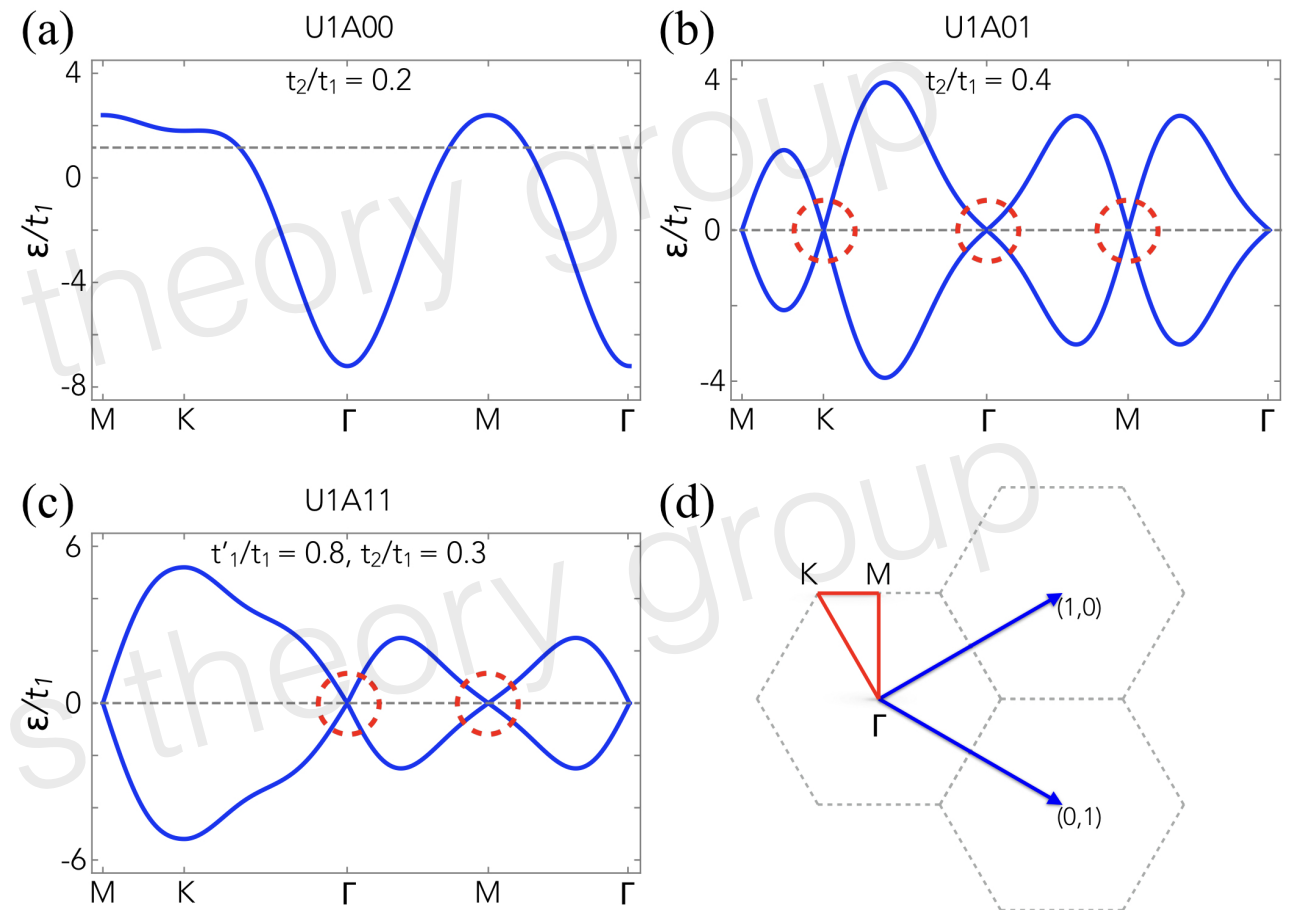 (a)
U1A00
t₂/t₁ = 0.2
4
0
-4
-8
ε/t₁
M K Γ M Γ
(b)
U1A01
t₂/t₁ = 0.4
4
0
-4
ε/t₁
M K Γ M Γ
(c)
U1A11
t′₁/t₁ = 0.8, t₂/t₁ = 0.3
6
0
-6
ε/t₁
M K Γ M Γ
(d)
K M
(1,0)
Γ
(0,1)
theory group
s theory group